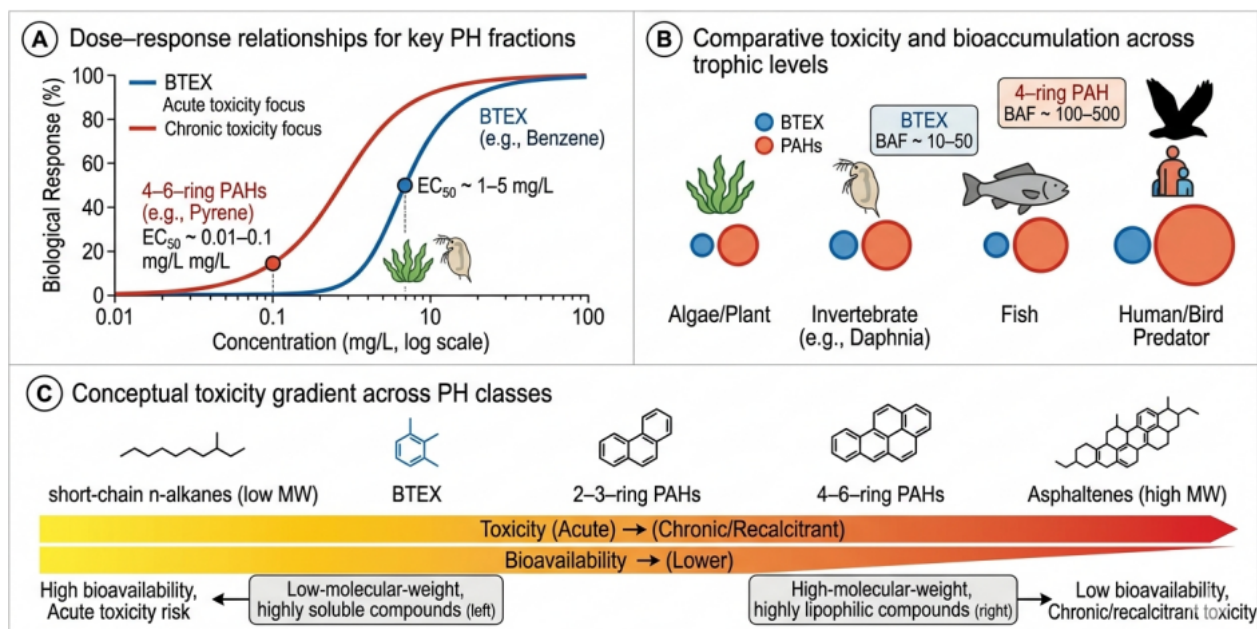 A Dose–response relationships for key PH fractions
100
80
60
40
20
0
Biological Response (%)
BTEX
Acute toxicity focus
Chronic toxicity focus
BTEX
(e.g., Benzene)
4–6-ring PAHs
(e.g., Pyrene)
EC50 ~ 0.01–0.1
mg/L mg/L
EC50 ~ 1–5 mg/L
0.01
0.1
10
100
Concentration (mg/L, log scale)
B Comparative toxicity and bioaccumulation across
trophic levels
BTEX
PAHs
BTEX
BAF ~ 10–50
4–ring PAH
BAF ~ 100–500
Algae/Plant
Invertebrate
(e.g., Daphnia)
Fish
Human/Bird
Predator
C Conceptual toxicity gradient across PH classes
short-chain n-alkanes (low MW)
BTEX
2–3-ring PAHs
4–6-ring PAHs
Asphaltenes (high MW)
Toxicity (Acute) → (Chronic/Recalcitrant)
Bioavailability → (Lower)
High bioavailability,
Acute toxicity risk
Low-molecular-weight,
highly soluble compounds (left)
High-molecular-weight,
highly lipophilic compounds (right)
Low bioavailability,
Chronic/recalcitrant toxicity